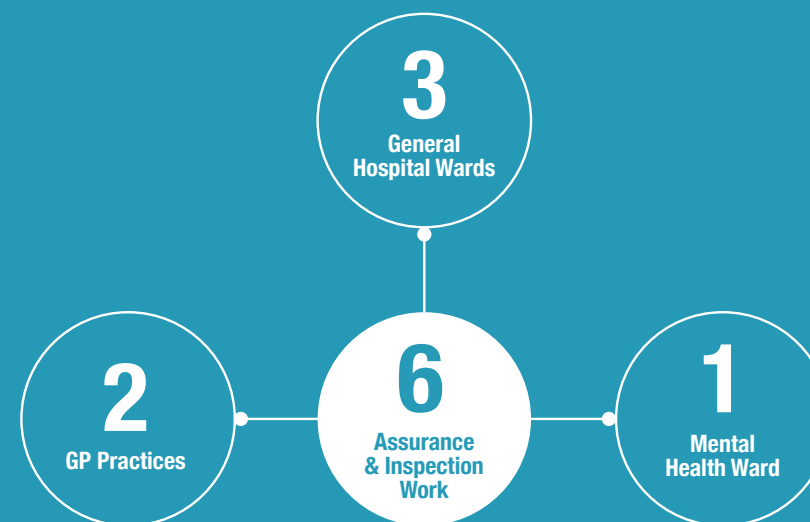 3
General
Hospital Wards
2
GP Practices
6
Assurance
& Inspection
Work
1
Mental
Health Ward